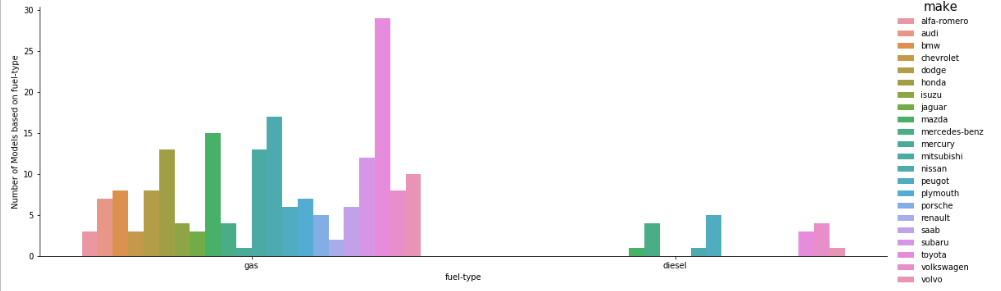 make
30
25
20
15
10
5
0
Number of Models based on fuel-type
gas
diesel
fuel-type
alfa-romero
audi
bmw
chevrolet
dodge
honda
isuzu
jaguar
mazda
mercedes-benz
mercury
mitsubishi
nissan
peugot
plymouth
porsche
renault
saab
subaru
toyota
volkswagen
volvo